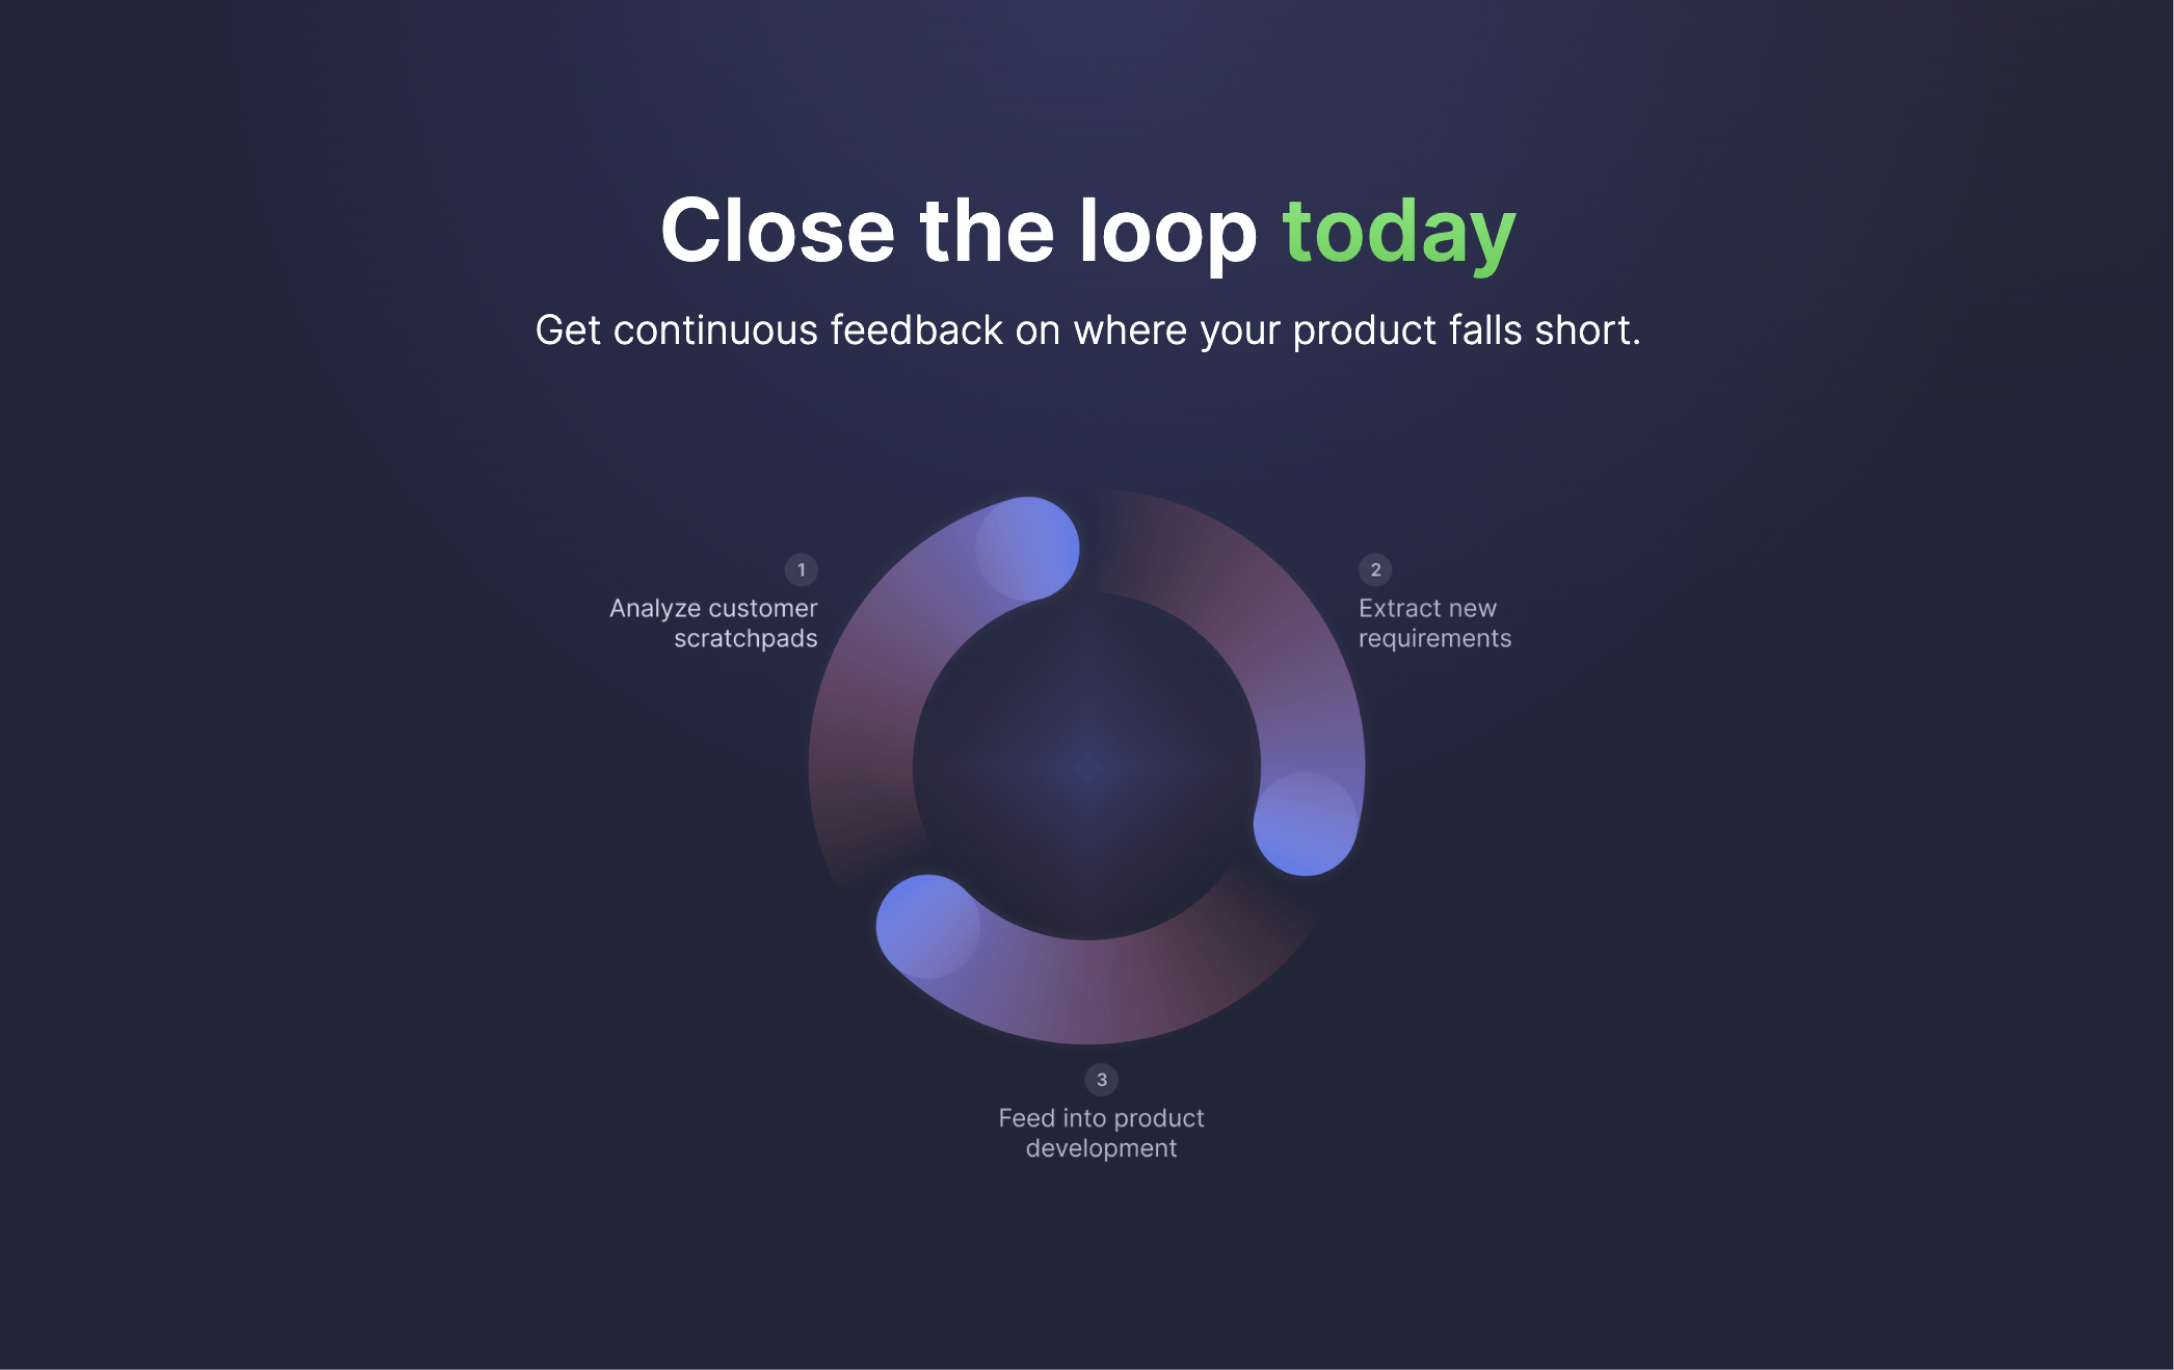 Close the loop today
Get continuous feedback on where your product falls short.
1
Analyze customer
scratchpads
2
Extract new
requirements
3
Feed into product
development